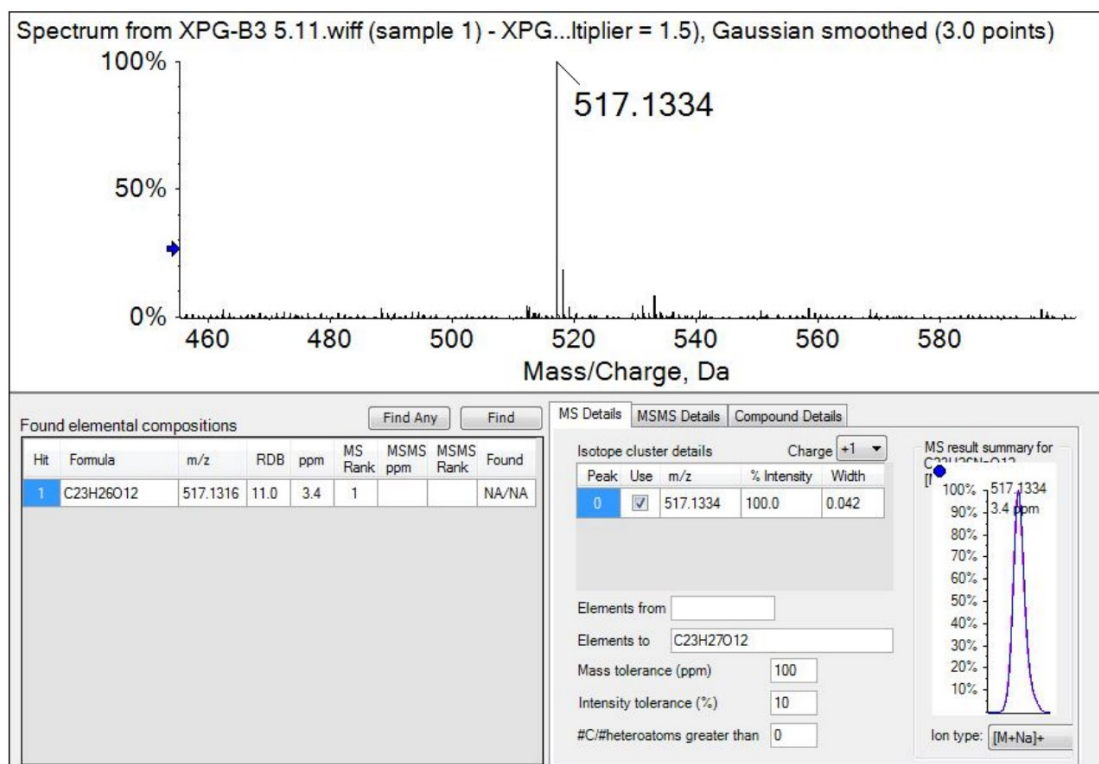 Spectrum from XPG-B3 5.11.wiff (sample 1) - XPG...ltiplier = 1.5), Gaussian smoothed (3.0 points)
100%
517.1334
50%
0%
460 480 500 520 540 560 580
Mass/Charge, Da
Found elemental compositions Find Any Find
Hit Formula m/z RDB ppm MS Rank MSMS ppm MSMS Rank Found
1 C23H26O12 517.1316 11.0 3.4 1 NA/NA
MS Details MSMS Details Compound Details
Isotope cluster details Charge +1
Peak Use m/z % Intensity Width
0 517.1334 100.0 0.042
Elements from
Elements to C23H27O12
Mass tolerance (ppm) 100
Intensity tolerance (%) 10
#C/#heteroatoms greater than 0
MS result summary for
100% 517.1334
90% 3.4 ppm
80%
70%
60%
50%
40%
30%
20%
10%
Ion type: [M+Na]+